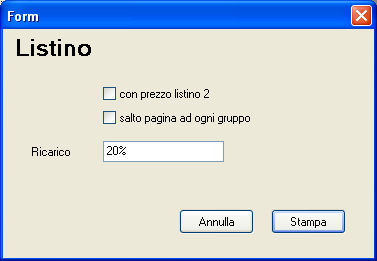 Form
Listino
con prezzo listino 2
salto pagina ad ogni gruppo
Ricarico 20%
Annulla Stampa